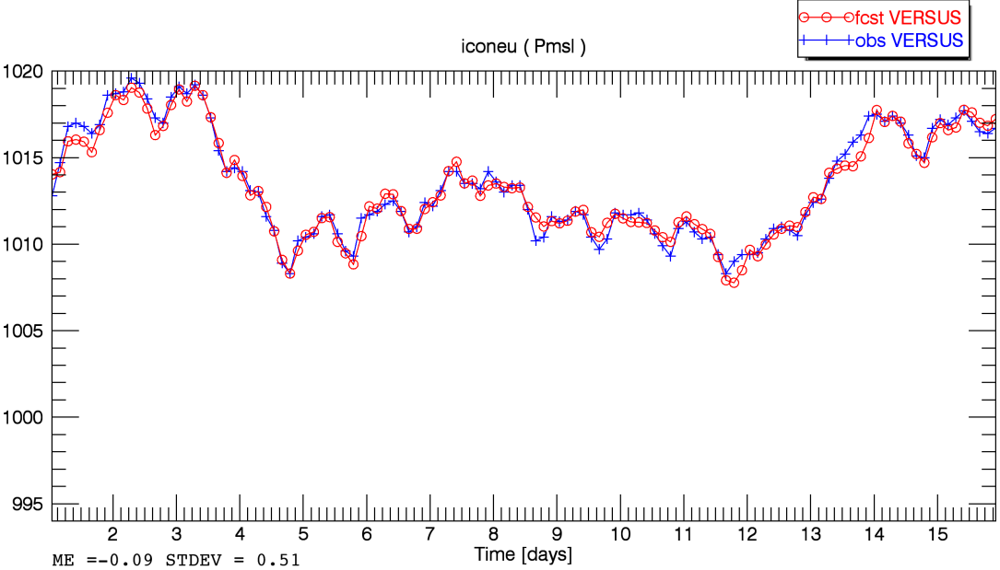 fcst VERSUS
obs VERSUS
iconeu ( Pmsl )
1020
1015
1010
1005
1000
995
2 3 4 5 6 7 8 9 10 11 12 13 14 15
Time [days]
ME =-0.09 STDEV = 0.51